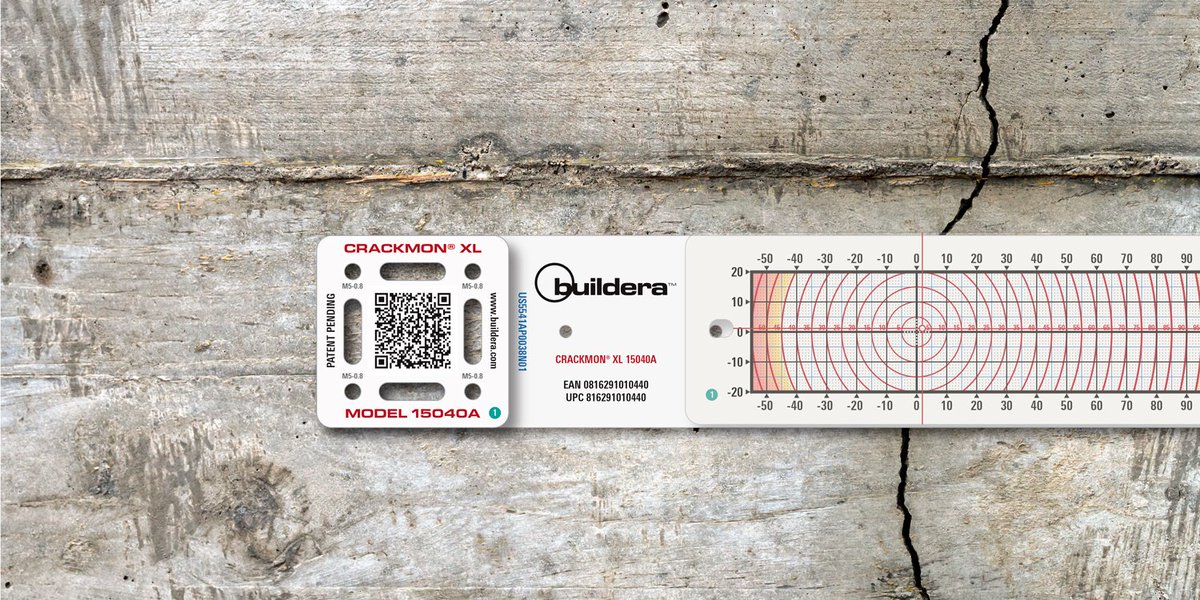 CRACKMON® XL
M5-0.8 M5-0.8
PATENT PENDING
www.buildera.com
M5-0.8 M5-0.8
MODEL 15040A 1
US5541AP0038N01
buildera™
CRACKMON® XL 15040A
EAN 0816291010440
UPC 816291010440
1
-50 -40 -30 -20 -10 0 10 20 30 40 50 60 70 80 90
20
10
0
-10
-20
-50 -40 -30 -20 -10 0 10 20 30 40 50 60 70 80 90